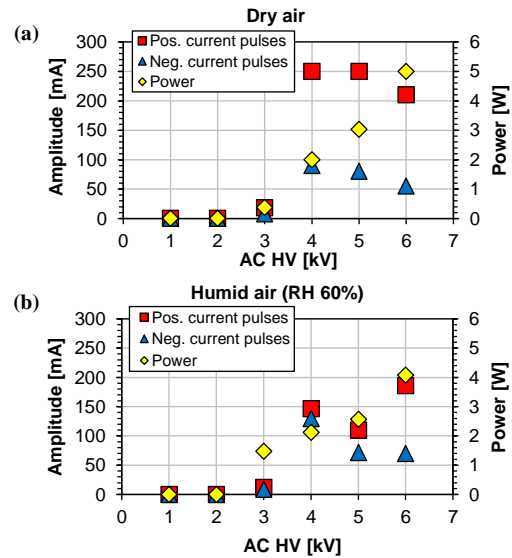 (a)
Dry air
Pos. current pulses
Neg. current pulses
Power
Amplitude [mA]
300
250
200
150
100
50
0
Power [W]
6
5
4
3
2
1
0
0 1 2 3 4 5 6 7
AC HV [kV]
(b)
Humid air (RH 60%)
Pos. current pulses
Neg. current pulses
Power
Amplitude [mA]
300
250
200
150
100
50
0
Power [W]
6
5
4
3
2
1
0
0 1 2 3 4 5 6 7
AC HV [kV]